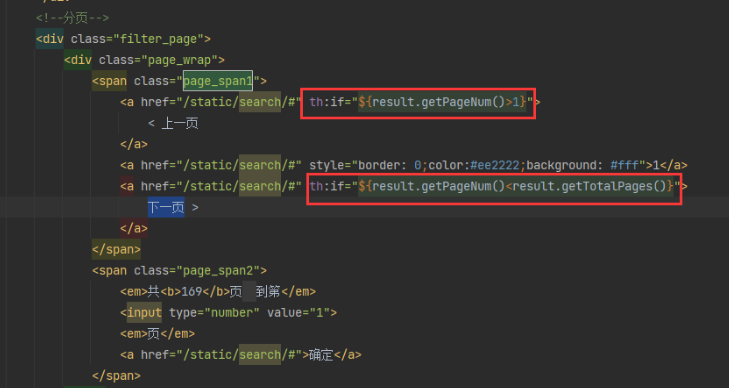 <!--分页-->
<div class="filter_page">
<div class="page_wrap">
<span class="page_span1">
<a href="/static/search/#" th:if="${result.getPageNum()>1}">
< 上一页
</a>
<a href="/static/search/#" style="border: 0;color:#ee2222;background: #fff">1</a>
<a href="/static/search/#" th:if="${result.getPageNum()<result.getTotalPages()}">
下一页 >
</a>
</span>
<span class="page_span2">
<em>共<b>169</b>页 到第</em>
<input type="number" value="1">
<em>页</em>
<a href="/static/search/#">确定</a>
</span>